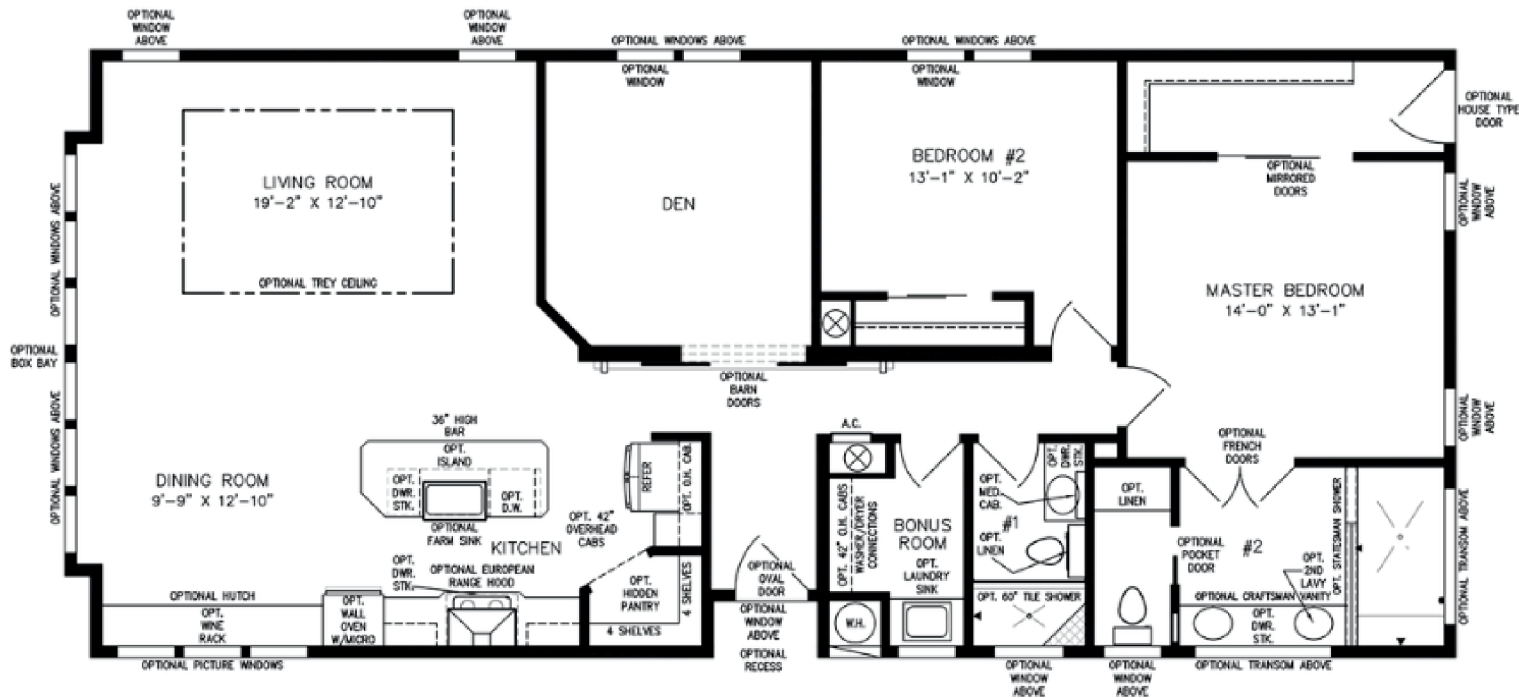 OPTIONAL
WINDOW
ABOVE
OPTIONAL
WINDOW
ABOVE
OPTIONAL WINDOWS ABOVE
OPTIONAL
WINDOW
OPTIONAL WINDOWS ABOVE
OPTIONAL
WINDOW
OPTIONAL
HOUSE TYPE
DOOR
LIVING ROOM
19'-2" X 12'-10"
OPTIONAL TREY CEILING
DEN
BEDROOM #2
13'-1" X 10'-2"
OPTIONAL
MIRRORED
DOORS
OPTIONAL
WINDOW
ABOVE
MASTER BEDROOM
14'-0" X 13'-1"
OPTIONAL WINDOWS ABOVE
OPTIONAL
BOX BAY
OPTIONAL WINDOWS ABOVE
OPTIONAL
BARN
DOORS
OPTIONAL
WINDOW
ABOVE
OPTIONAL
FRENCH
DOORS
DINING ROOM
9'-9" X 12'-10"
36" HIGH
BAR
OPT.
ISLAND
OPT.
DWR.
STK.
OPT.
D.W.
OPTIONAL
FARM SINK
KITCHEN
REFER
OPT. O.H. CAB.
OPT. 42"
OVERHEAD
CABS
A.C.
OPT. 42" O.H. CABS
WASHER/DRYER
CONNECTIONS
BONUS
ROOM
OPT.
LAUNDRY
SINK
OPT.
DWR.
STK.
OPT.
MED.
CAB.
#1
OPT.
LINEN
OPT. 60" TILE SHOWER
OPT.
LINEN
OPTIONAL
POCKET
DOOR
#2
OPT.
2ND
LAVY
OPT. STATESMAN SHOWER
OPTIONAL CRAFTSMAN VANITY
OPT.
DWR.
STK.
OPTIONAL TRANSOM ABOVE
OPTIONAL HUTCH
OPT.
WINE
RACK
OPT.
WALL
OVEN
W/MICRO
OPT.
DWR.
STK.
OPTIONAL EUROPEAN
RANGE HOOD
OPT.
HIDDEN
PANTRY
4 SHELVES
4 SHELVES
OPTIONAL
OVAL
DOOR
OPTIONAL
WINDOW
ABOVE
OPTIONAL
RECESS
W.H.
OPTIONAL PICTURE WINDOWS
OPTIONAL
WINDOW
ABOVE
OPTIONAL
WINDOW
ABOVE
OPTIONAL TRANSOM ABOVE